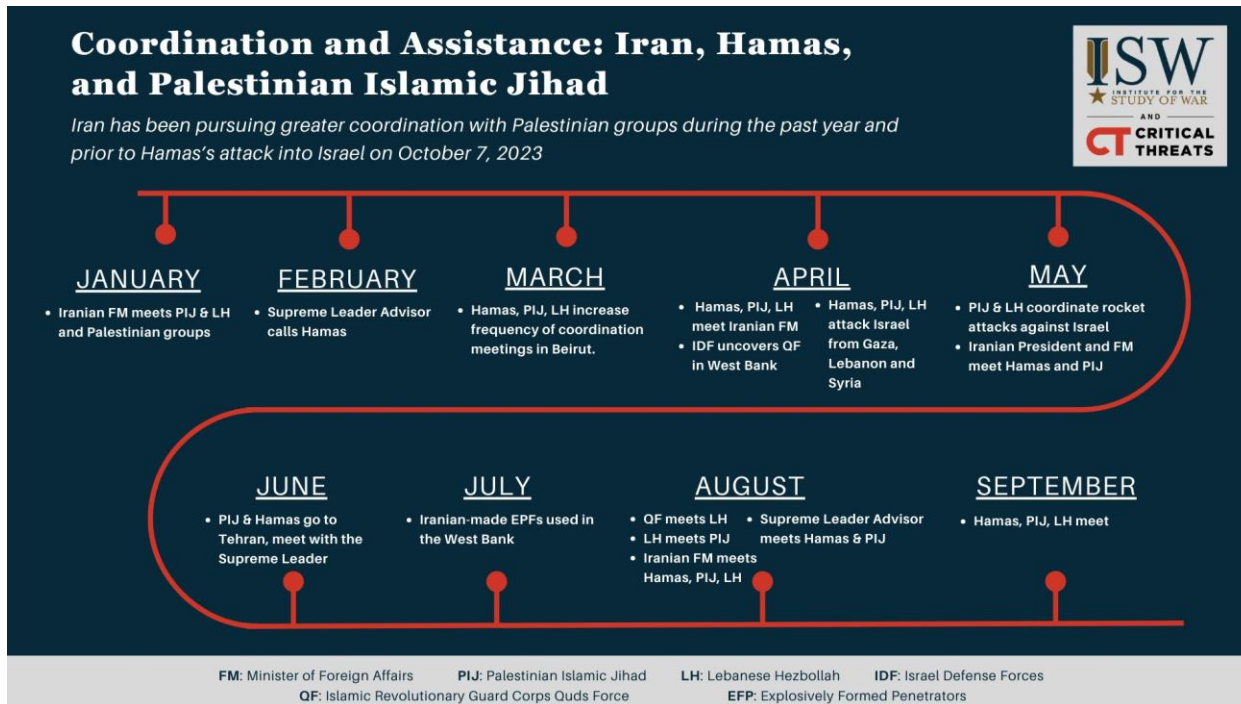 Coordination and Assistance: Iran, Hamas,
and Palestinian Islamic Jihad
Iran has been pursuing greater coordination with Palestinian groups during the past year and
prior to Hamas's attack into Israel on October 7, 2023
ISW
INSTITUTE FOR THE
STUDY OF WAR
AND
CT CRITICAL
THREATS
JANUARY
• Iranian FM meets PIJ & LH
and Palestinian groups
FEBRUARY
• Supreme Leader Advisor
calls Hamas
MARCH
• Hamas, PIJ, LH increase
frequency of coordination
meetings in Beirut.
APRIL
• Hamas, PIJ, LH
meet Iranian FM
• IDF uncovers QF
in West Bank
• Hamas, PIJ, LH
attack Israel
from Gaza,
Lebanon and
Syria
MAY
• PIJ & LH coordinate rocket
attacks against Israel
• Iranian President and FM
meet Hamas and PIJ
JUNE
• PIJ & Hamas go to
Tehran, meet with the
Supreme Leader
JULY
• Iranian-made EPFs used in
the West Bank
AUGUST
• QF meets LH
• LH meets PIJ
• Iranian FM meets
Hamas, PIJ, LH
• Supreme Leader Advisor
meets Hamas & PIJ
SEPTEMBER
• Hamas, PIJ, LH meet
FM: Minister of Foreign Affairs PIJ: Palestinian Islamic Jihad LH: Lebanese Hezbollah IDF: Israel Defense Forces
QF: Islamic Revolutionary Guard Corps Quds Force EFP: Explosively Formed Penetrators